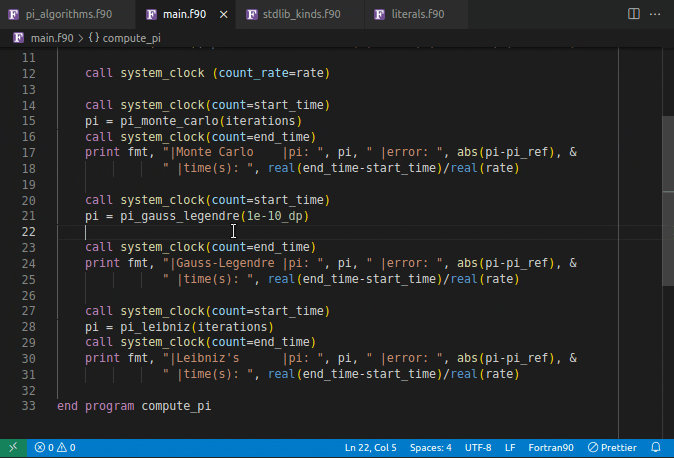 pi_algorithms.f90 main.f90 stdlib_kinds.f90 literals.f90
main.f90 > {} compute_pi
11
12 call system_clock (count_rate=rate)
13
14 call system_clock(count=start_time)
15 pi = pi_monte_carlo(iterations)
16 call system_clock(count=end_time)
17 print fmt, "|Monte Carlo    |pi: ", pi, " |error: ", abs(pi-pi_ref), &
18 " |time(s): ", real(end_time-start_time)/real(rate)
19
20 call system_clock(count=start_time)
21 pi = pi_gauss_legendre(1e-10_dp)
22
23 call system_clock(count=end_time)
24 print fmt, "|Gauss-Legendre |pi: ", pi, " |error: ", abs(pi-pi_ref), &
25 " |time(s): ", real(end_time-start_time)/real(rate)
26
27 call system_clock(count=start_time)
28 pi = pi_leibniz(iterations)
29 call system_clock(count=end_time)
30 print fmt, "|Leibniz's      |pi: ", pi, " |error: ", abs(pi-pi_ref), &
31 " |time(s): ", real(end_time-start_time)/real(rate)
32
33 end program compute_pi
0 0 Ln 22, Col 5 Spaces: 4 UTF-8 LF Fortran90 Prettier